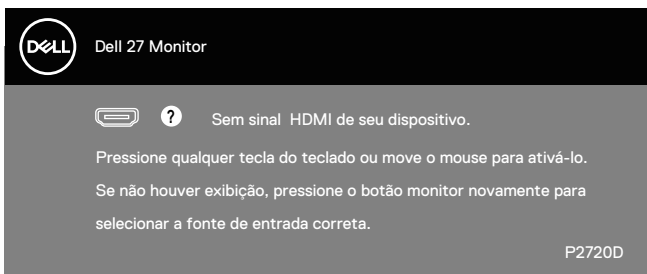 DELL
Dell 27 Monitor
? Sem sinal HDMI de seu dispositivo.
Pressione qualquer tecla do teclado ou move o mouse para ativá-lo.
Se não houver exibição, pressione o botão monitor novamente para
selecionar a fonte de entrada correta.
P2720D